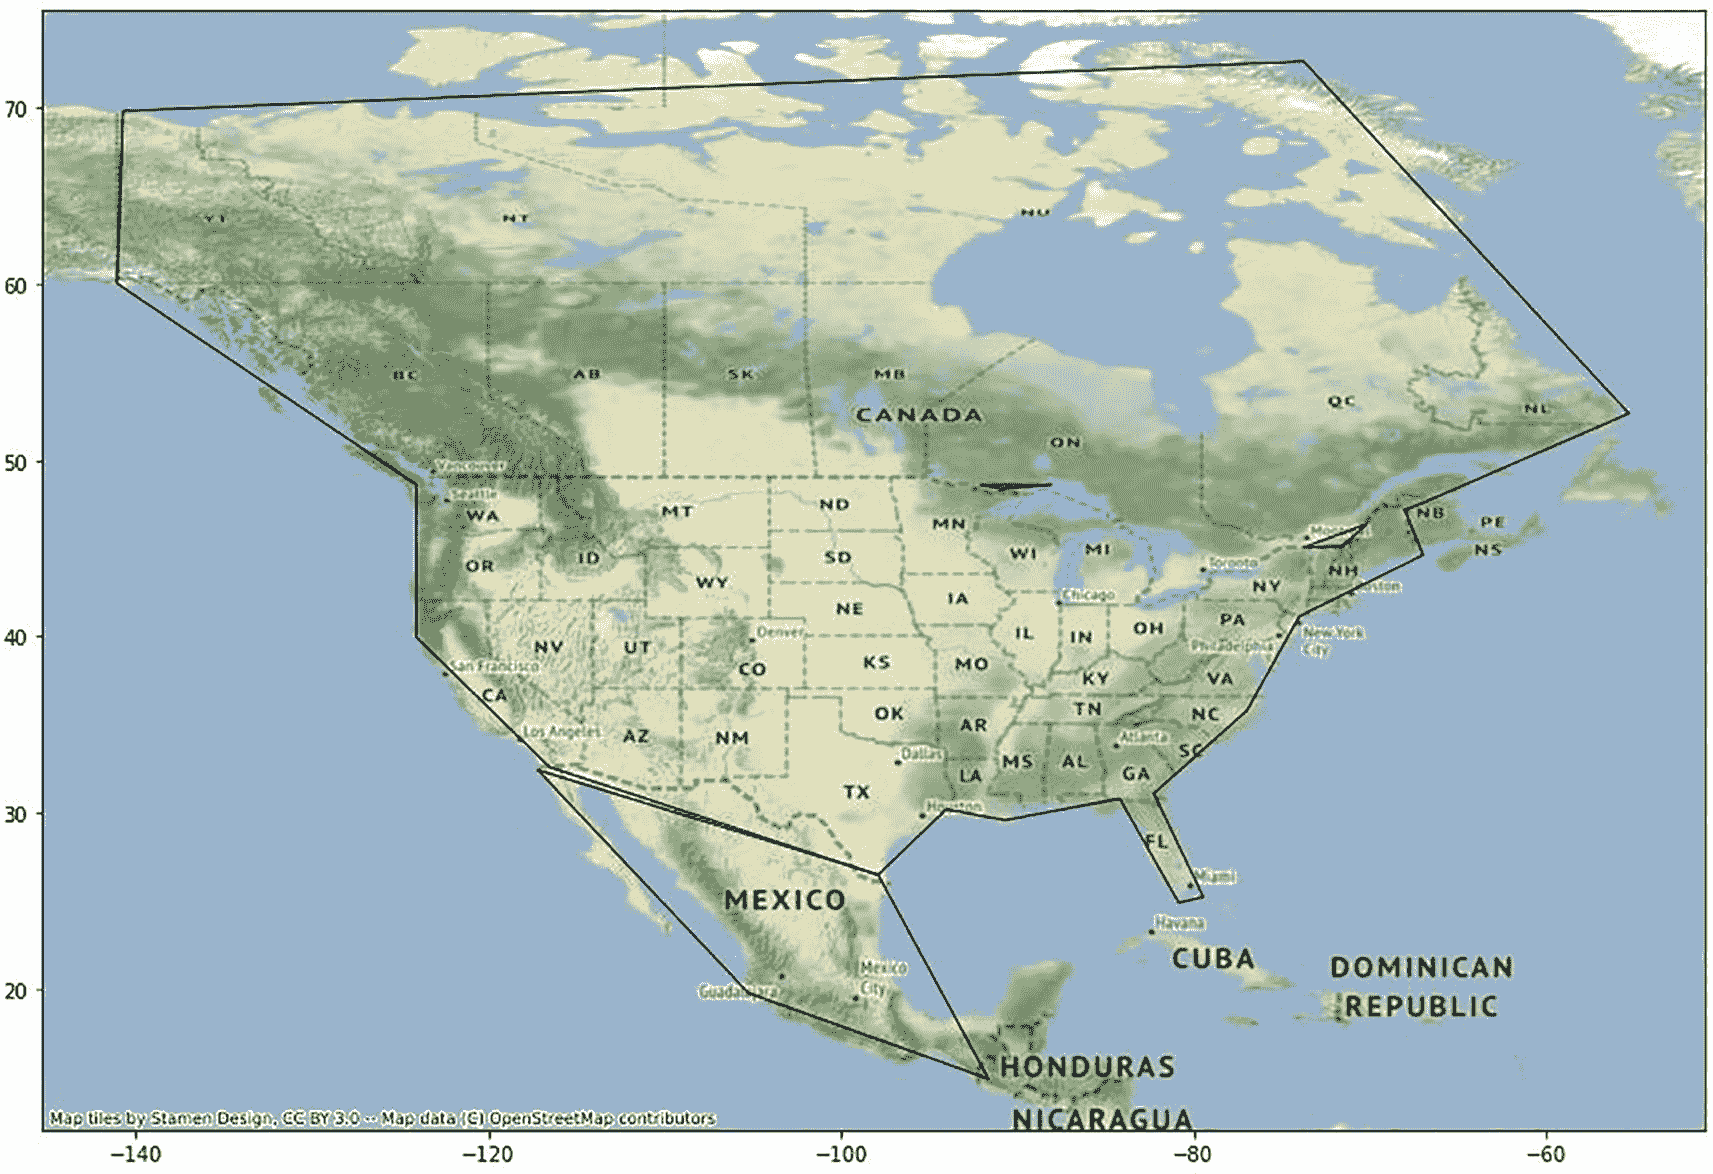 70
60
50
40
30
20
YT
NT
NU
BC
AB
SK
MB
CANADA
ON
QC
NL
Vancouver
Seattle
WA
MT
ND
MN
NB
PE
NS
OR
ID
WY
SD
WI
MI
Toronto
NH
Boston
NY
NE
IA
Chicago
IL
IN
OH
PA
New York
City
Philadelphia
NV
UT
Denver
CO
KS
MO
KY
VA
San Francisco
CA
OK
AR
TN
NC
Los Angeles
AZ
NM
Dallas
Atlanta
SC
TX
LA
MS
AL
GA
Houston
FL
Miami
MEXICO
Havana
CUBA
DOMINICAN
REPUBLIC
Mexico
City
Guadalajara
HONDURAS
NICARAGUA
Map tiles by Stamen Design, CC BY 3.0 -- Map data (C) OpenStreetMap contributors
−140
−120
−100
−80
−60